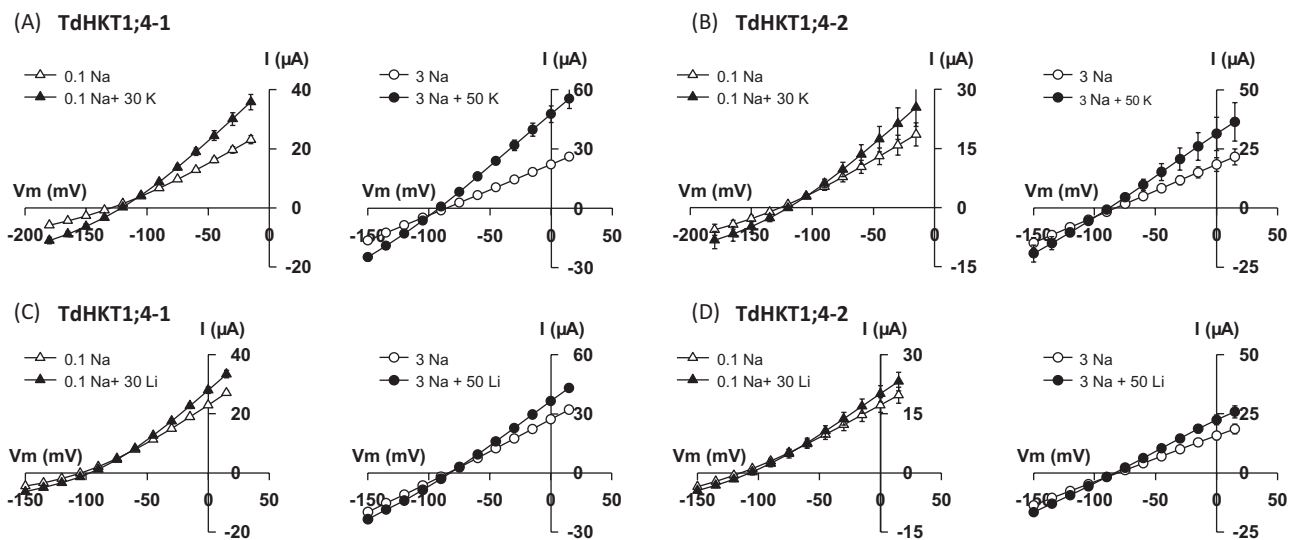 (A) TdHKT1;4-1
I (µA)
0.1 Na
0.1 Na+ 30 K
40
20
Vm (mV)
0
-200 -150 -100 -50 0
-20
I (µA)
3 Na
3 Na + 50 K
60
30
Vm (mV)
0
-150 -100 -50 0 50
-30
(B) TdHKT1;4-2
I (µA)
0.1 Na
0.1 Na+ 30 K
30
15
Vm (mV)
0
-200 -150 -100 -50 0
-15
I (µA)
3 Na
3 Na + 50 K
50
25
Vm (mV)
0
-150 -100 -50 0 50
-25
(C) TdHKT1;4-1
I (µA)
0.1 Na
0.1 Na+ 30 Li
40
20
Vm (mV)
0
-150 -100 -50 0 50
-20
I (µA)
3 Na
3 Na + 50 Li
60
30
Vm (mV)
0
-150 -100 -50 0 50
-30
(D) TdHKT1;4-2
I (µA)
0.1 Na
0.1 Na+ 30 Li
30
15
Vm (mV)
0
-150 -100 -50 0 50
-15
I (µA)
3 Na
3 Na + 50 Li
50
25
Vm (mV)
0
-150 -100 -50 0 50
-25